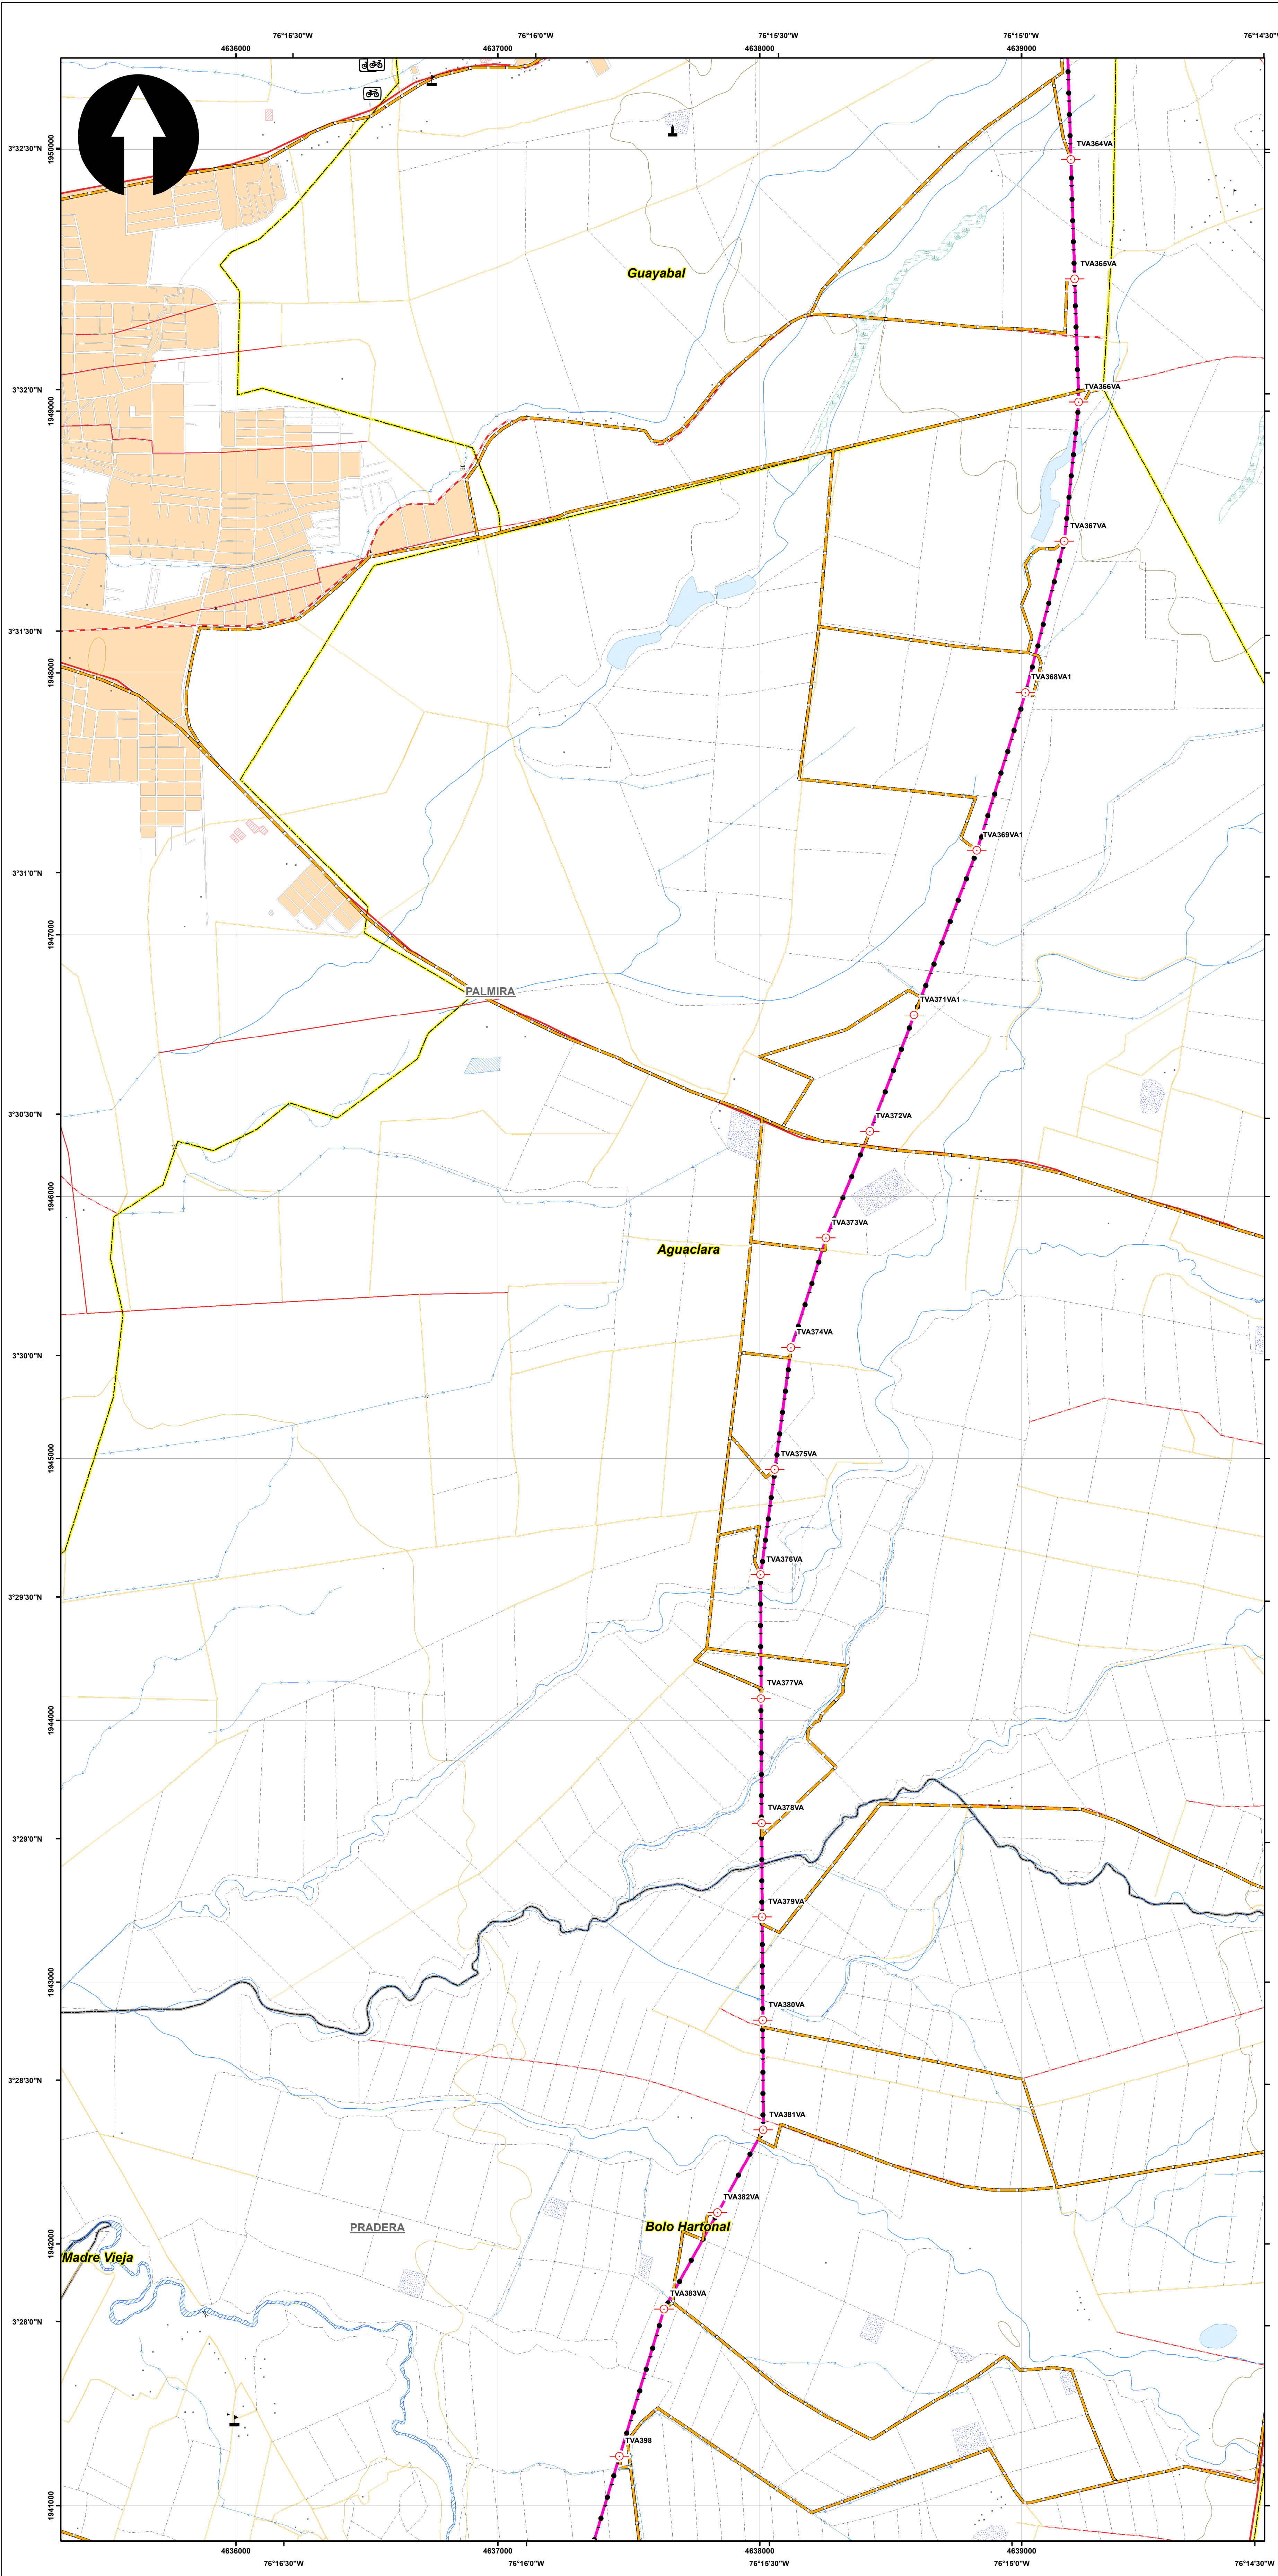 76°16'30"W 76°16'0"W 76°15'30"W 76°15'0"W 76°14'30"W
4636000 4637000 4638000 4639000
TVA364VA
3°32'30"N
1950000
TVA365VA
Guayabal
TVA366VA
3°32'0"N
1949000
TVA367VA
3°31'30"N
1948000
TVA368VA1
TVA369VA1
3°31'0"N
1947000
PALMIRA
TVA371VA1
3°30'30"N
TVA372VA
1946000
TVA373VA
Aguaclara
TVA374VA
3°30'0"N
1945000
TVA375VA
TVA376VA
3°29'30"N
TVA377VA
1944000
TVA378VA
3°29'0"N
TVA379VA
1943000
TVA380VA
3°28'30"N
TVA381VA
TVA382VA
PRADERA
Bolo Hartonal
1942000
Madre Vieja
TVA383VA
3°28'0"N
TVA398
1941000
4636000 4637000 4638000 4639000
76°16'30"W 76°16'0"W 76°15'30"W 76°15'0"W 76°14'30"W